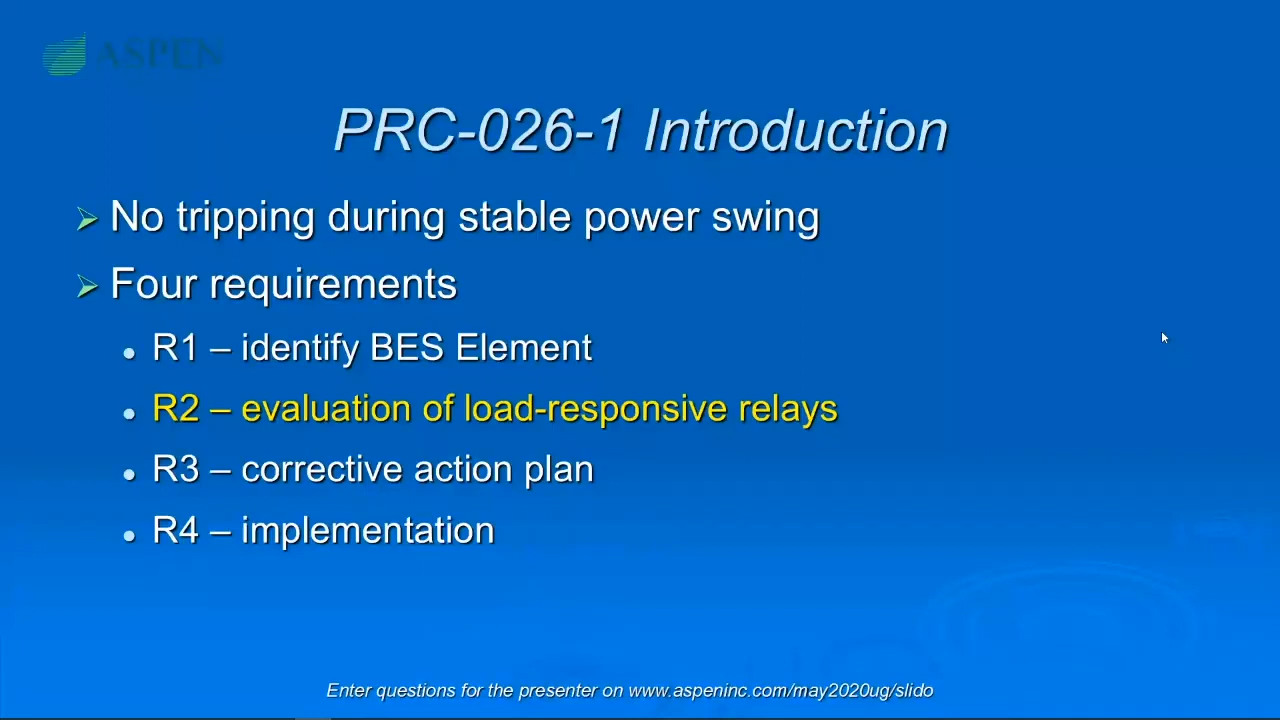 ASPEN
PRC-026-1 Introduction
No tripping during stable power swing
Four requirements
R1 – identify BES Element
R2 – evaluation of load-responsive relays
R3 – corrective action plan
R4 – implementation
Enter questions for the presenter on www.aspeninc.com/may2020ug/slido